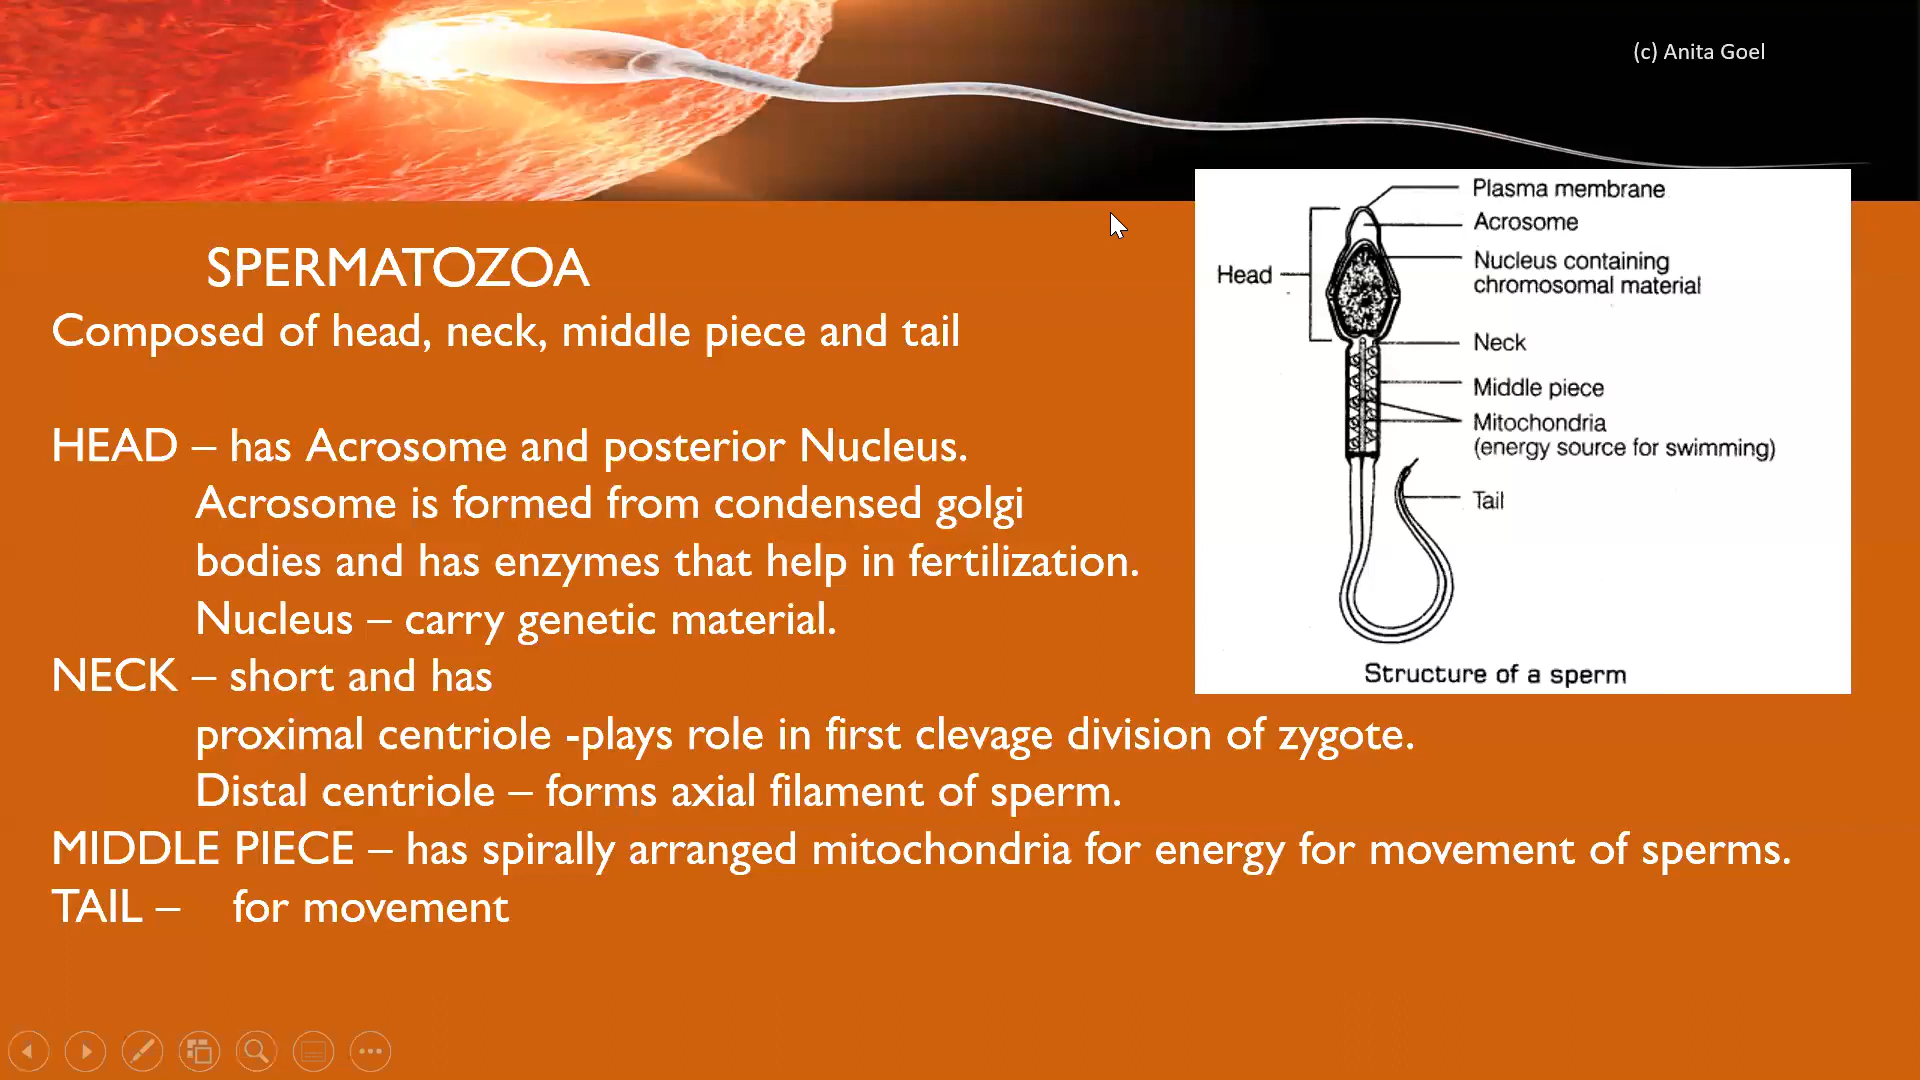 (c) Anita Goel
SPERMATOZOA
Composed of head, neck, middle piece and tail
HEAD – has Acrosome and posterior Nucleus.
Acrosome is formed from condensed golgi
bodies and has enzymes that help in fertilization.
Nucleus – carry genetic material.
NECK – short and has
proximal centriole -plays role in first clevage division of zygote.
Distal centriole – forms axial filament of sperm.
MIDDLE PIECE – has spirally arranged mitochondria for energy for movement of sperms.
TAIL – for movement
Plasma membrane
Acrosome
Nucleus containing
chromosomal material
Head
Neck
Middle piece
Mitochondria
(energy source for swimming)
Tail
Structure of a sperm